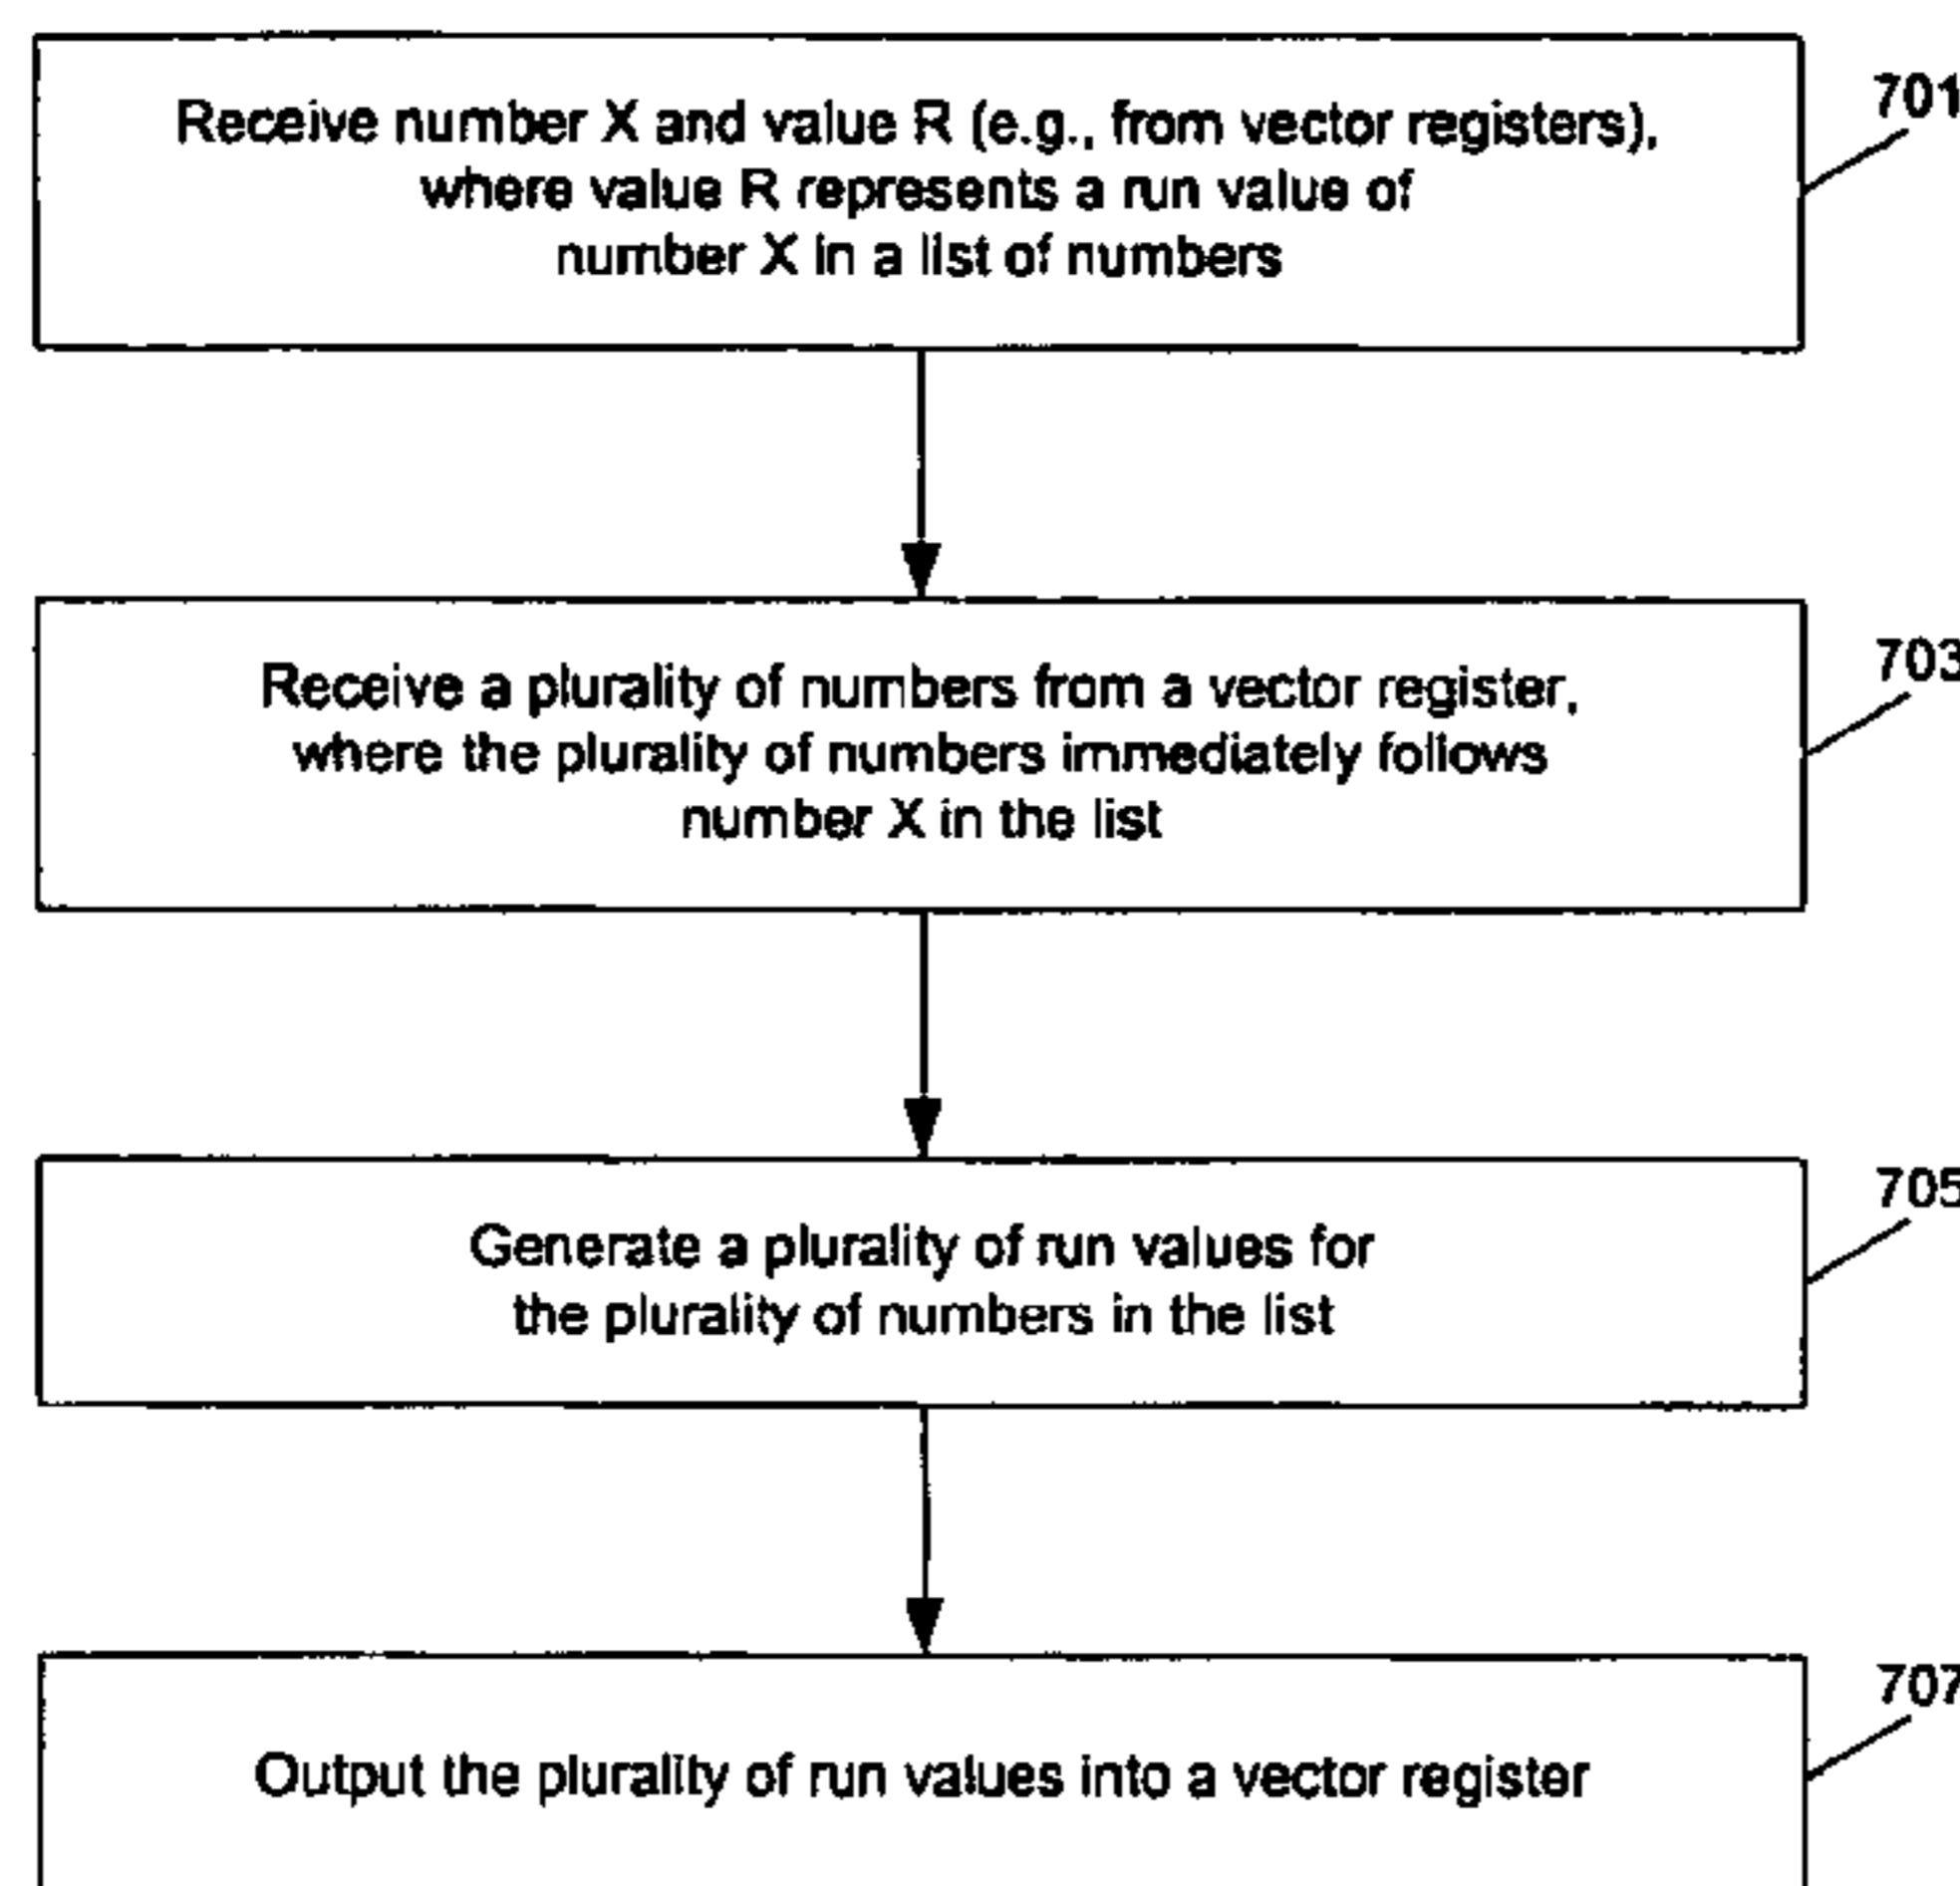 701
Receive number X and value R (e.g., from vector registers),
where value R represents a run value of
number X in a list of numbers
703
Receive a plurality of numbers from a vector register,
where the plurality of numbers immediately follows
number X in the list
705
Generate a plurality of run values for
the plurality of numbers in the list
707
Output the plurality of run values into a vector register